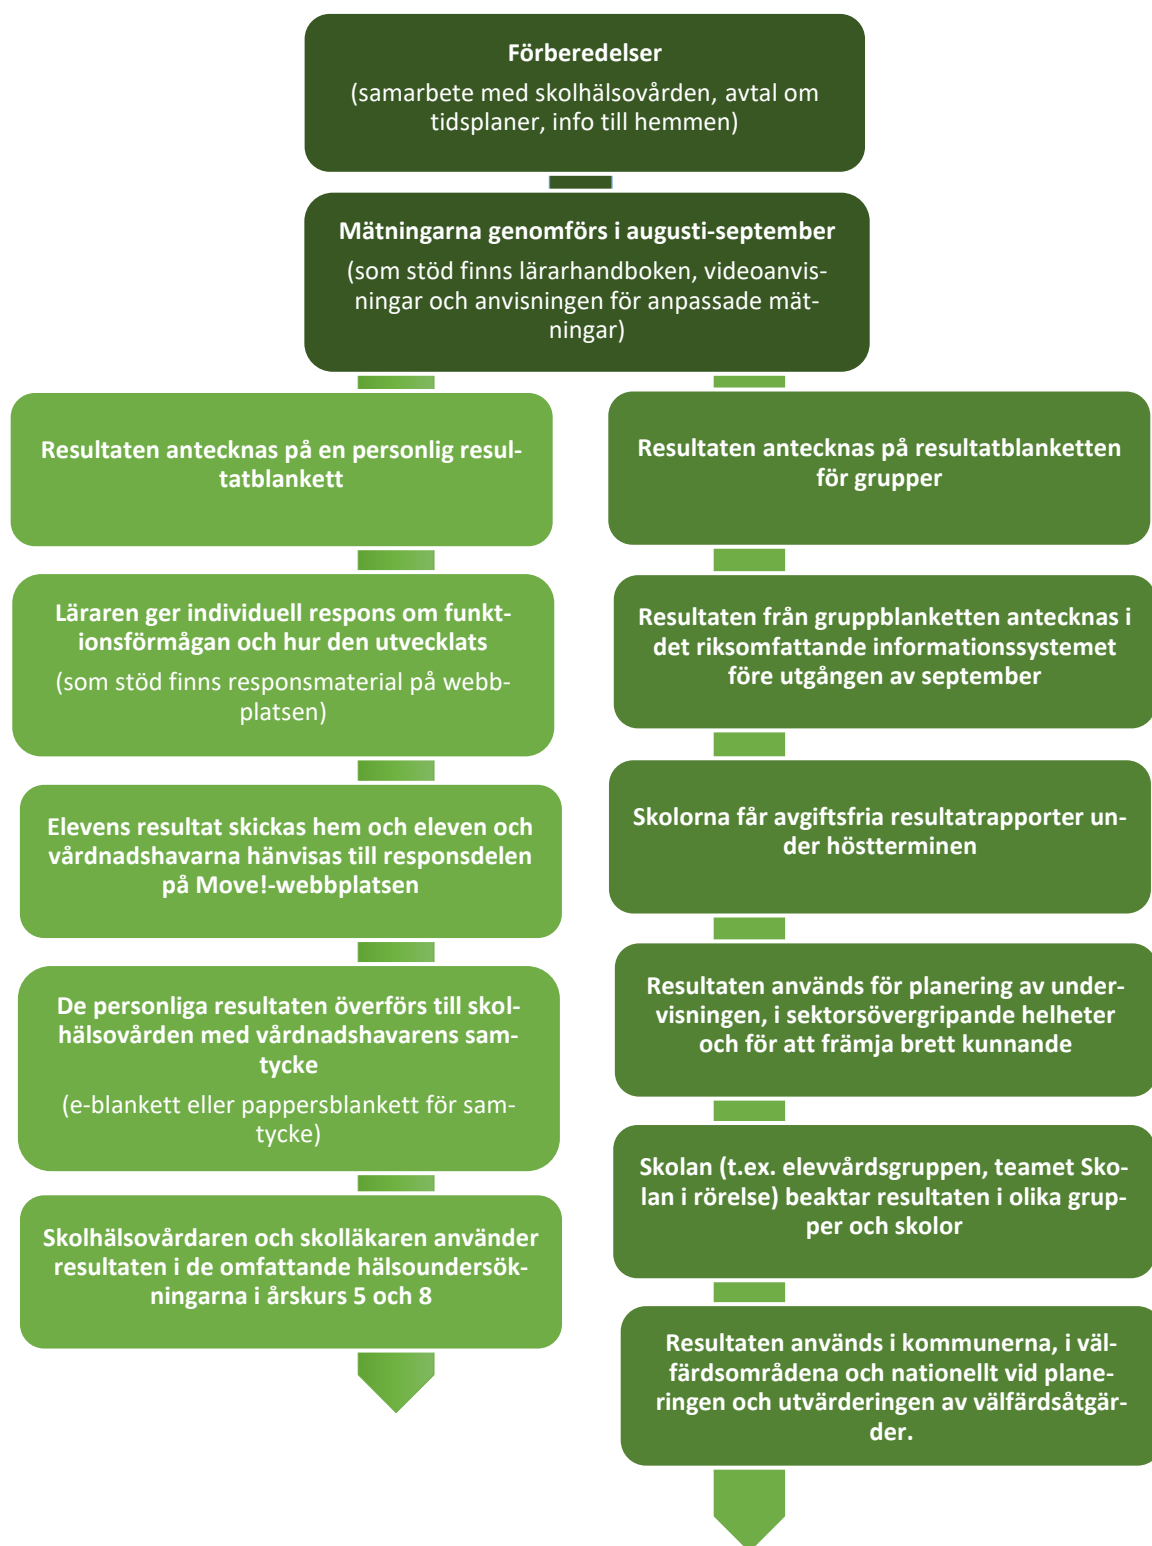 Förberedelser
(samarbete med skolhälsovården, avtal om
tidsplaner, info till hemmen)
Mätningarna genomförs i augusti-september
(som stöd finns lärarhandboken, videoanvis-
ningar och anvisningen för anpassade mät-
ningar)
Resultaten antecknas på en personlig resul-
tatblankett
Läraren ger individuell respons om funkt-
ionsförmågan och hur den utvecklats
(som stöd finns responsmaterial på webb-
platsen)
Elevens resultat skickas hem och eleven och
vårdnadshavarna hänvisas till responsdelen
på Move!-webbplatsen
De personliga resultaten överförs till skol-
hälsovården med vårdnadshavarens sam-
tycke
(e-blankett eller pappersblankett för sam-
tycke)
Skolhälsovårdaren och skolläkaren använder
resultaten i de omfattande hälsoundersök-
ningarna i årskurs 5 och 8
Resultaten antecknas på resultatblanketten
för grupper
Resultaten från gruppblanketten antecknas i
det riksomfattande informationssystemet
före utgången av september
Skolorna får avgiftsfria resultatrapporter un-
der höstterminen
Resultaten används för planering av under-
visningen, i sektorsövergripande helheter
och för att främja brett kunnande
Skolan (t.ex. elevvårdsgruppen, teamet Sko-
lan i rörelse) beaktar resultaten i olika grup-
per och skolor
Resultaten används i kommunerna, i väl-
färdsområdena och nationellt vid plane-
ringen och utvärderingen av välfärdsåtgär-
der.